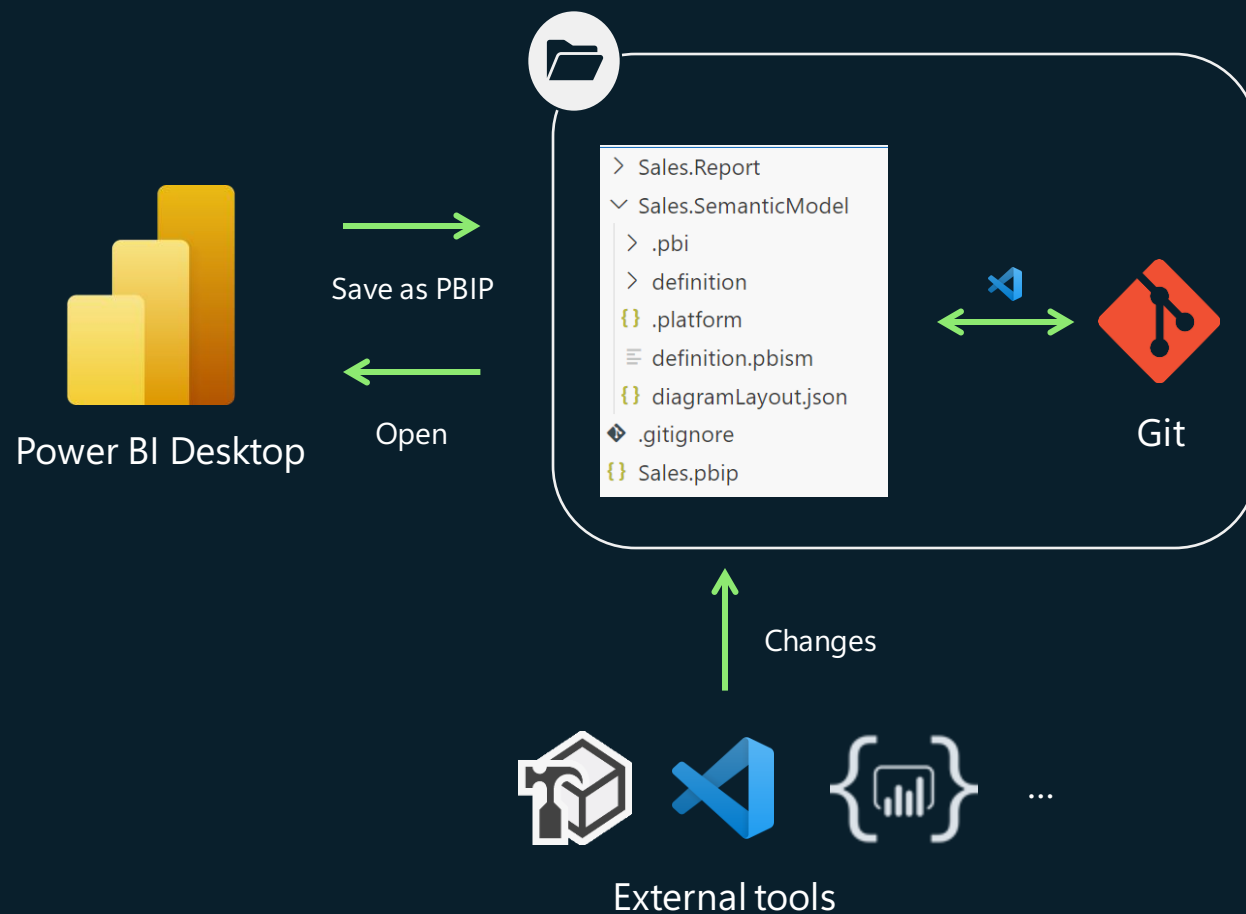 Sales.Report
Sales.SemanticModel
.pbi
definition
{} .platform
definition.pbism
{} diagramLayout.json
.gitignore
{} Sales.pbip
Save as PBIP
Open
Power BI Desktop
Git
Changes
...
External tools